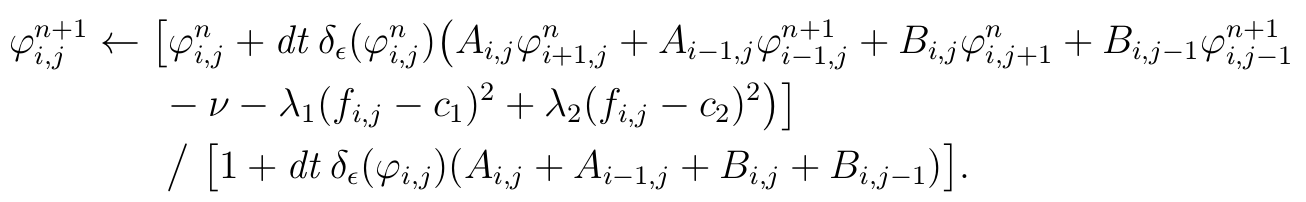 φ_{i,j}^{n+1} ← [φ_{i,j}^n + dt δ_ϵ(φ_{i,j}^n)(A_{i,j}φ_{i+1,j}^n + A_{i−1,j}φ_{i−1,j}^{n+1} + B_{i,j}φ_{i,j+1}^n + B_{i,j−1}φ_{i,j−1}^{n+1}
− ν − λ_1(f_{i,j} − c_1)^2 + λ_2(f_{i,j} − c_2)^2)]
/ [1 + dt δ_ϵ(φ_{i,j})(A_{i,j} + A_{i−1,j} + B_{i,j} + B_{i,j−1})].